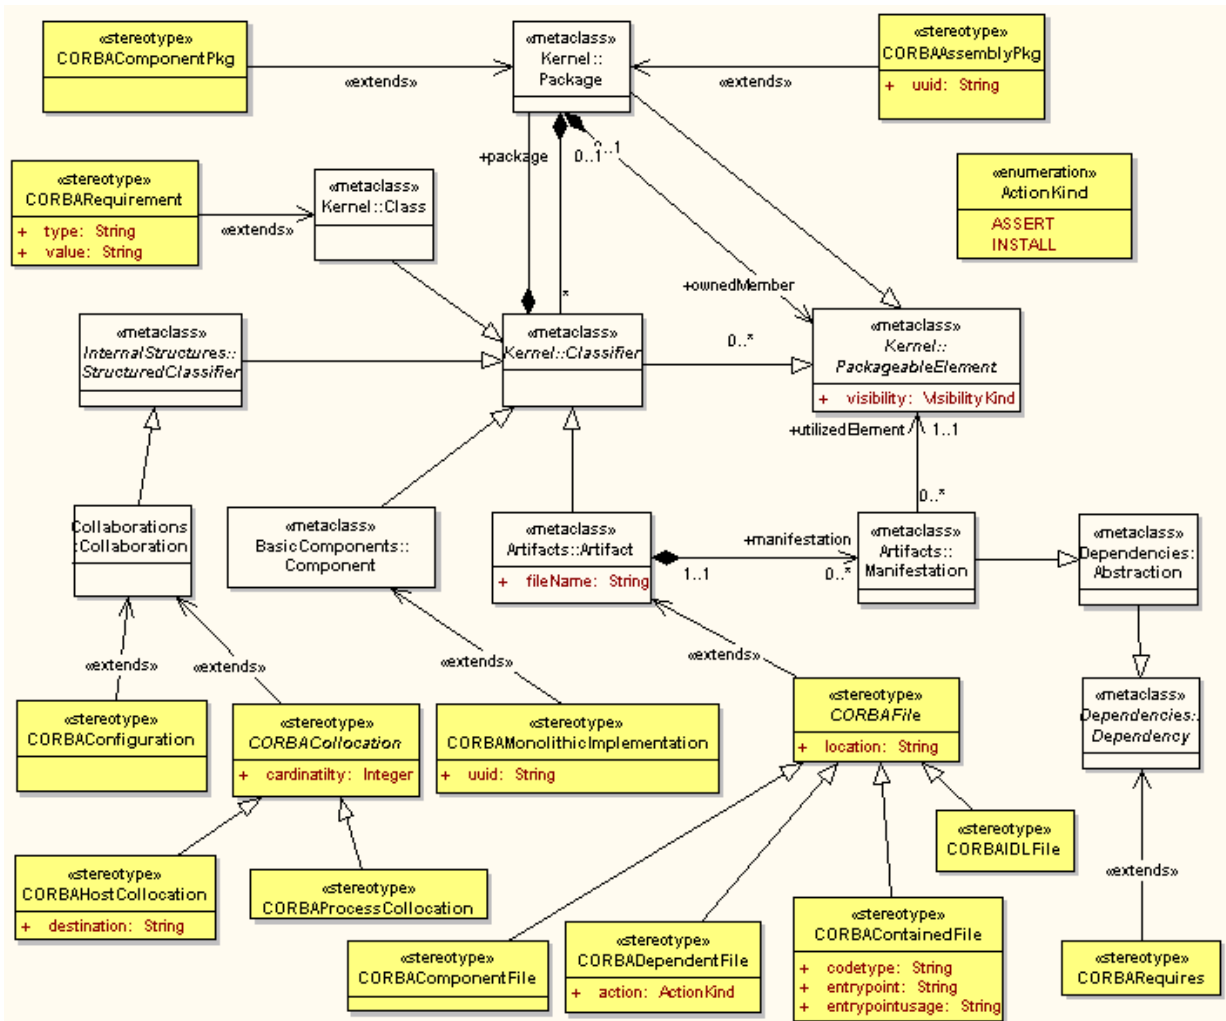 «stereotype»
CORBAComponentPkg
«metaclass»
Kernel::
Package
«stereotype»
CORBAAssemblyPkg
+ uuid: String
«extends»
«extends»
+package
0..1
0..1
«enumeration»
ActionKind
ASSERT
INSTALL
«stereotype»
CORBARequirement
+ type: String
+ value: String
«extends»
«metaclass»
Kernel::Class
+ownedMember
*
«metaclass»
InternalStructures::
StructuredClassifier
«metaclass»
Kernel::Classifier
0..*
«metaclass»
Kernel::
PackageableElement
+ visibility: VisibilityKind
+utilizedElement
1..1
0..*
Collaborations
:Collaboration
«metaclass»
BasicComponents::
Component
«metaclass»
Artifacts::Artifact
+ fileName: String
+manifestation
1..1
0..*
«metaclass»
Artifacts::
Manifestation
«metaclass»
Dependencies:
Abstraction
«extends»
«extends»
«extends»
«stereotype»
CORBAConfiguration
«stereotype»
CORBACollocation
+ cardinatilty: Integer
«stereotype»
CORBAMonolithicImplementation
+ uuid: String
«stereotype»
CORBAFile
+ location: String
«metaclass»
Dependencies::
Dependency
«stereotype»
CORBAIDLFile
«extends»
«stereotype»
CORBAHostCollocation
+ destination: String
«stereotype»
CORBAProcessCollocation
«stereotype»
CORBAComponentFile
«stereotype»
CORBADependentFile
+ action: ActionKind
«stereotype»
CORBAContainedFile
+ codetype: String
+ entrypoint: String
+ entrypointusage: String
«stereotype»
CORBARequires